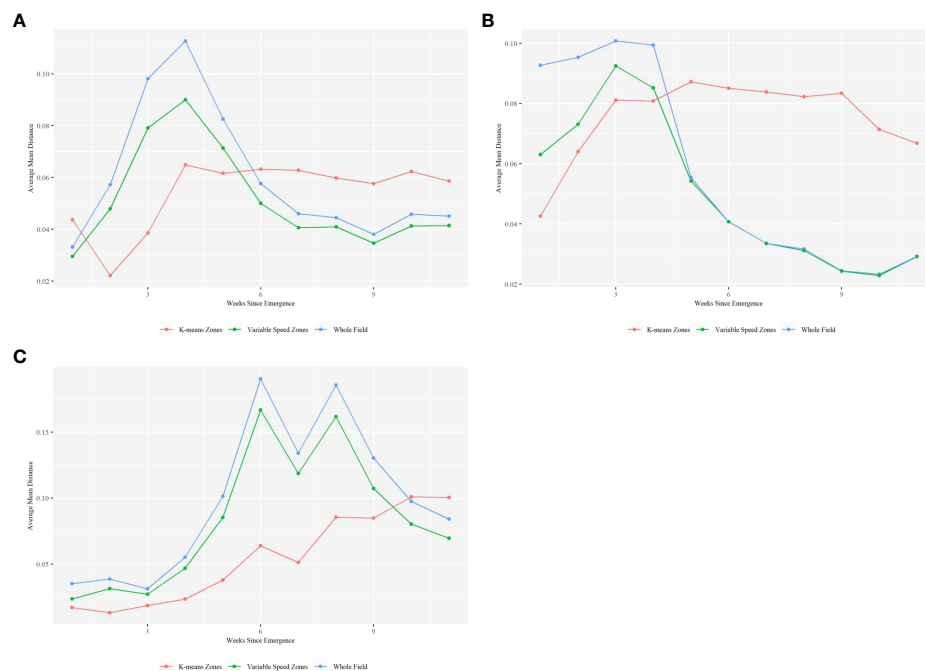 A
Average Mean Distance
0.10
0.08
0.06
0.04
0.02
3 6 9
Weeks Since Emergence
K-means Zones Variable Speed Zones Whole Field
B
Average Mean Distance
0.10
0.08
0.06
0.04
0.02
3 6 9
Weeks Since Emergence
K-means Zones Variable Speed Zones Whole Field
C
Average Mean Distance
0.15
0.10
0.05
3 6 9
Weeks Since Emergence
K-means Zones Variable Speed Zones Whole Field